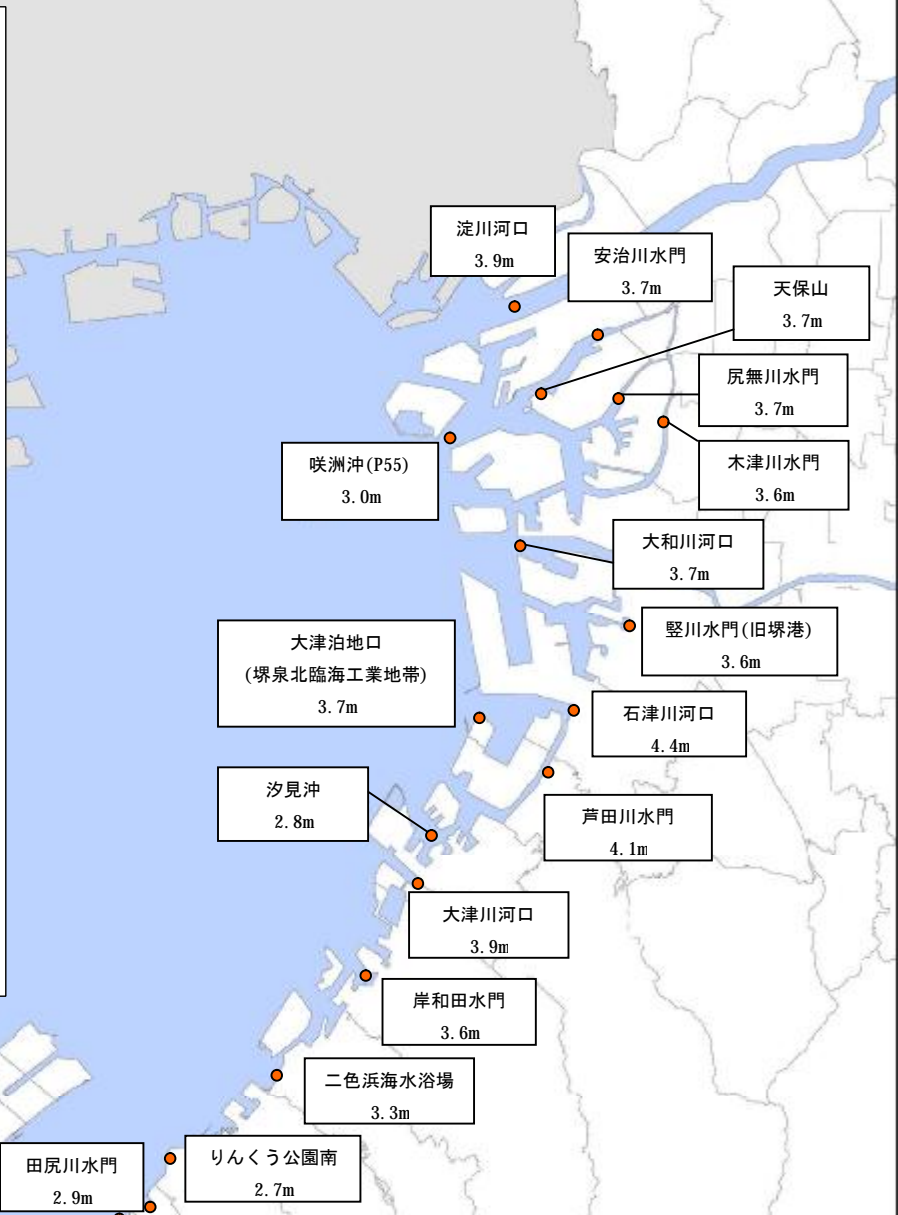 淀川河口
3.9m
安治川水門
3.7m
天保山
3.7m
尻無川水門
3.7m
木津川水門
3.6m
咲洲沖(P55)
3.0m
大和川河口
3.7m
竪川水門(旧堺港)
3.6m
大津泊地口
(堺泉北臨海工業地帯)
3.7m
石津川河口
4.4m
汐見沖
2.8m
芦田川水門
4.1m
大津川河口
3.9m
岸和田水門
3.6m
二色浜海水浴場
3.3m
りんくう公園南
2.7m
田尻川水門
2.9m